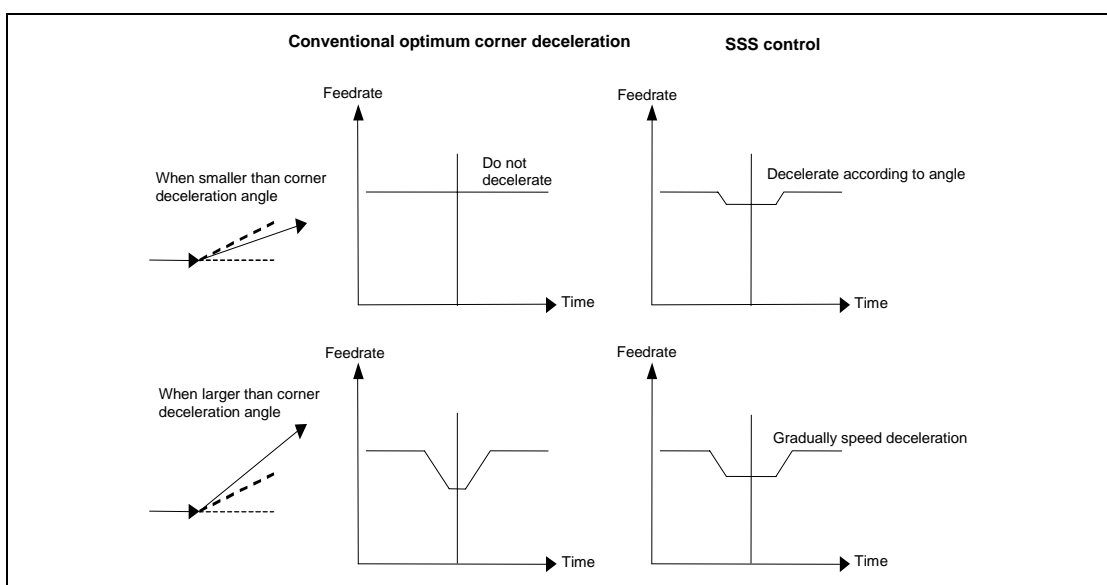 Conventional optimum corner deceleration
SSS control
Feedrate
Feedrate
When smaller than corner
deceleration angle
Do not
decelerate
Decelerate according to angle
Time
Time
Feedrate
Feedrate
When larger than corner
deceleration angle
Gradually speed deceleration
Time
Time